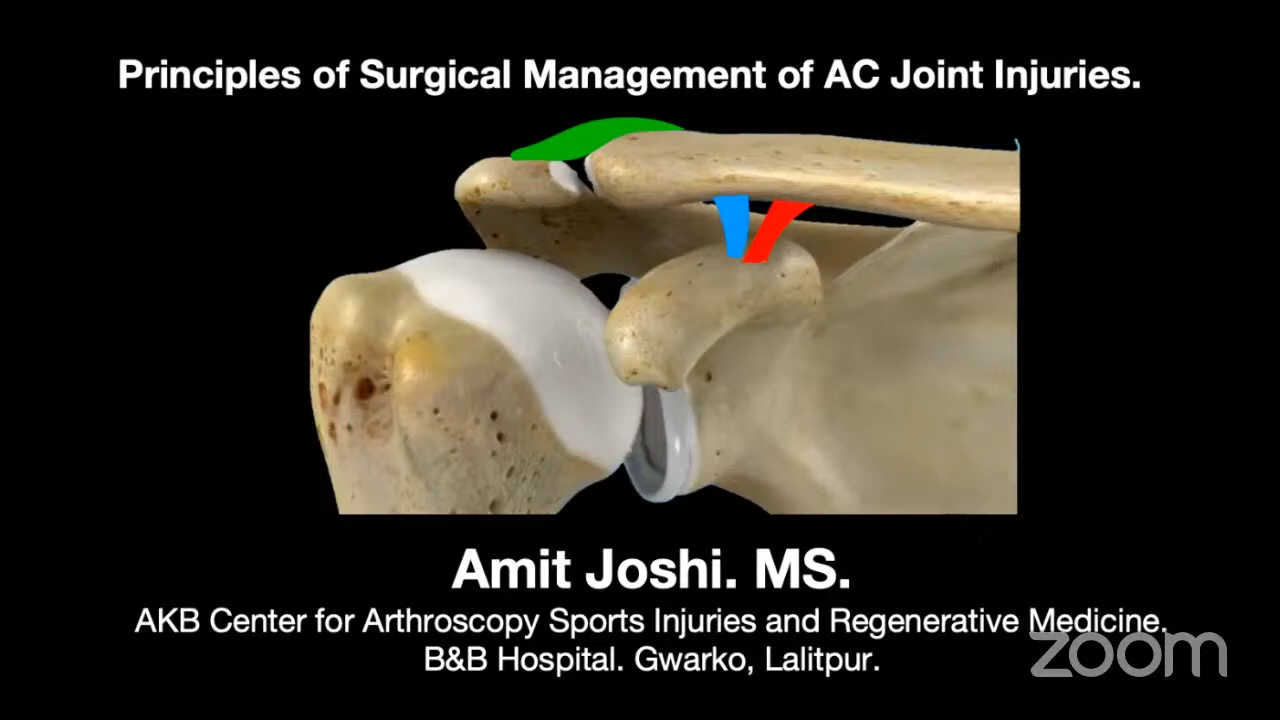 Principles of Surgical Management of AC Joint Injuries.
Amit Joshi. MS.
AKB Center for Arthroscopy Sports Injuries and Regenerative Medicine.
B&B Hospital. Gwarko, Lalitpur.
zoom